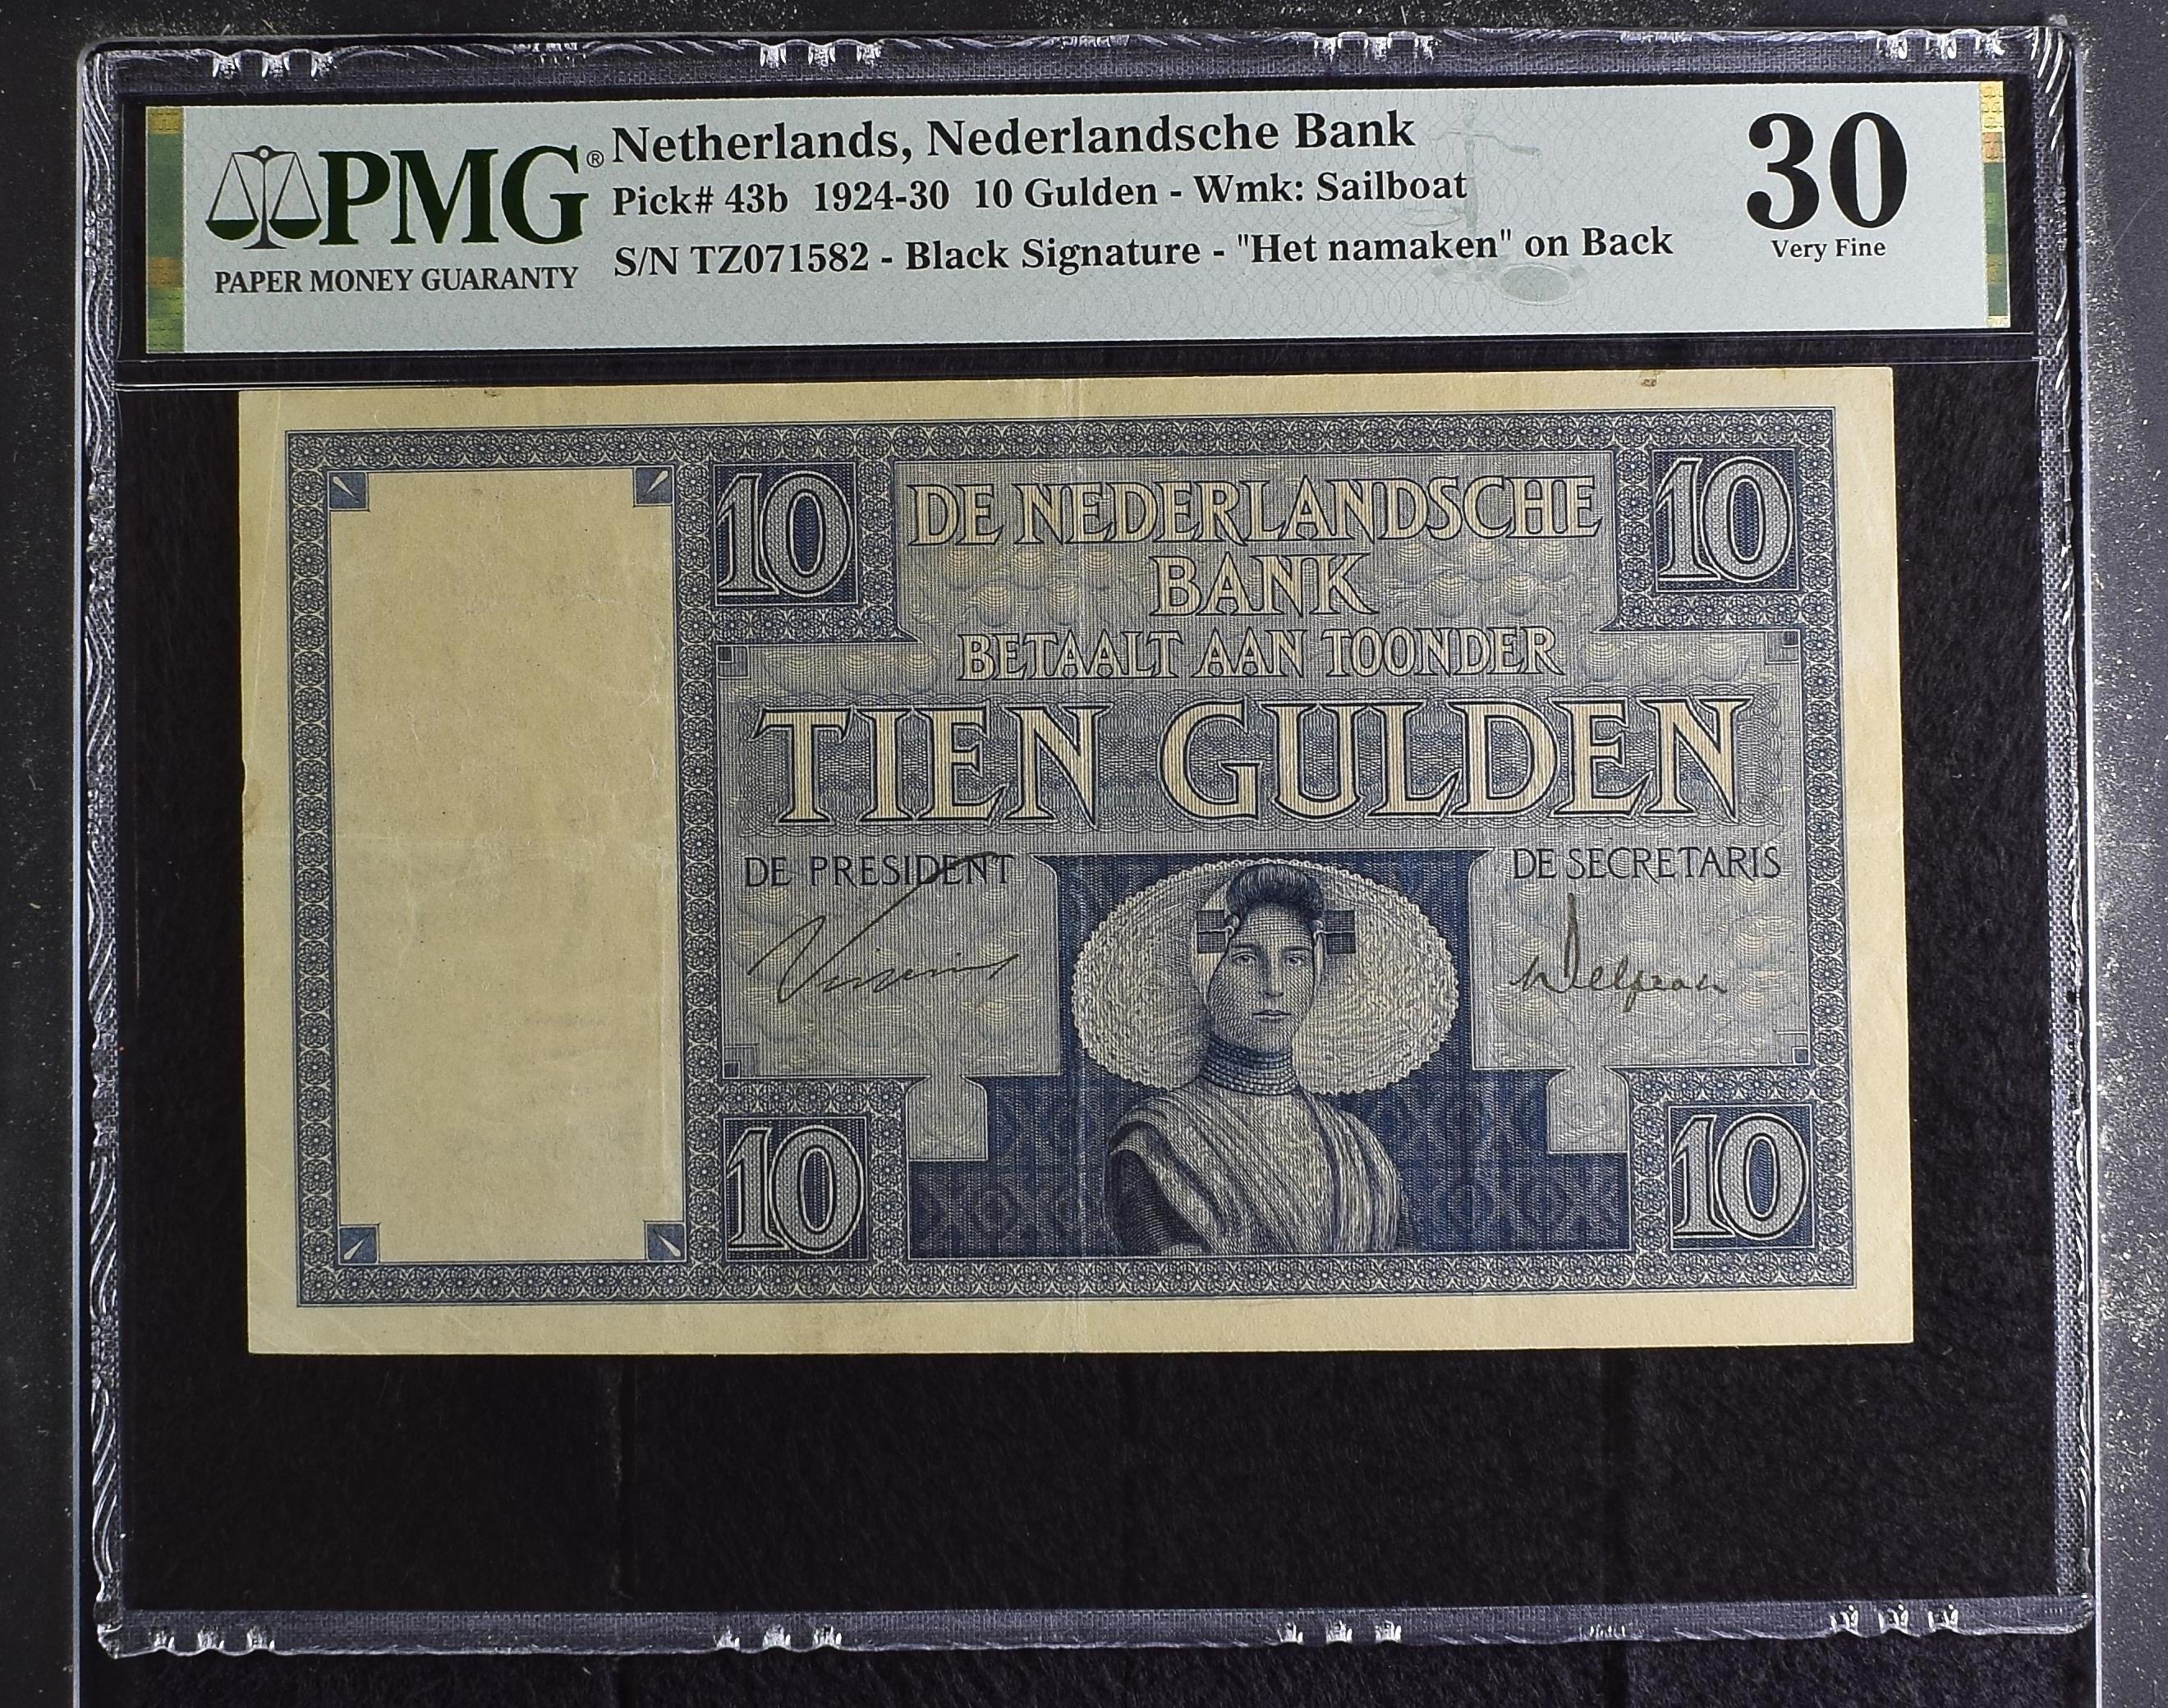 PMG®
PAPER MONEY GUARANTY
Netherlands, Nederlandsche Bank
Pick# 43b 1924-30 10 Gulden - Wmk: Sailboat
S/N TZ071582 - Black Signature - "Het namaken" on Back
30
Very Fine
10
DE NEDERLANDSCHE
BANK
10
BETAALT AAN TOONDER
TIEN GULDEN
DE PRESIDENT
DE SECRETARIS
10
10